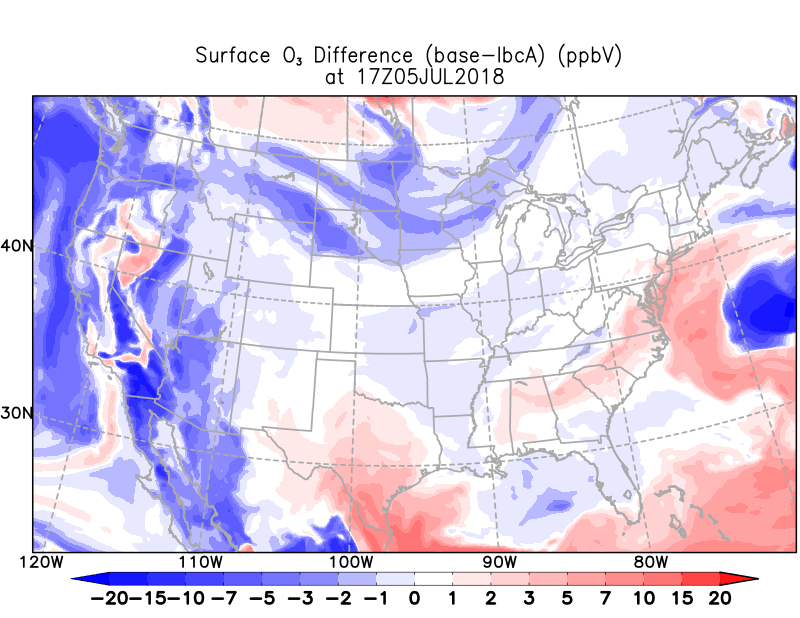 Surface O₃ Difference (base-lbcA) (ppbV)
at 17Z05JUL2018
40N
30N
120W 110W 100W 90W 80W
-20 -15 -10 -7 -5 -3 -2 -1 0 1 2 3 5 7 10 15 20